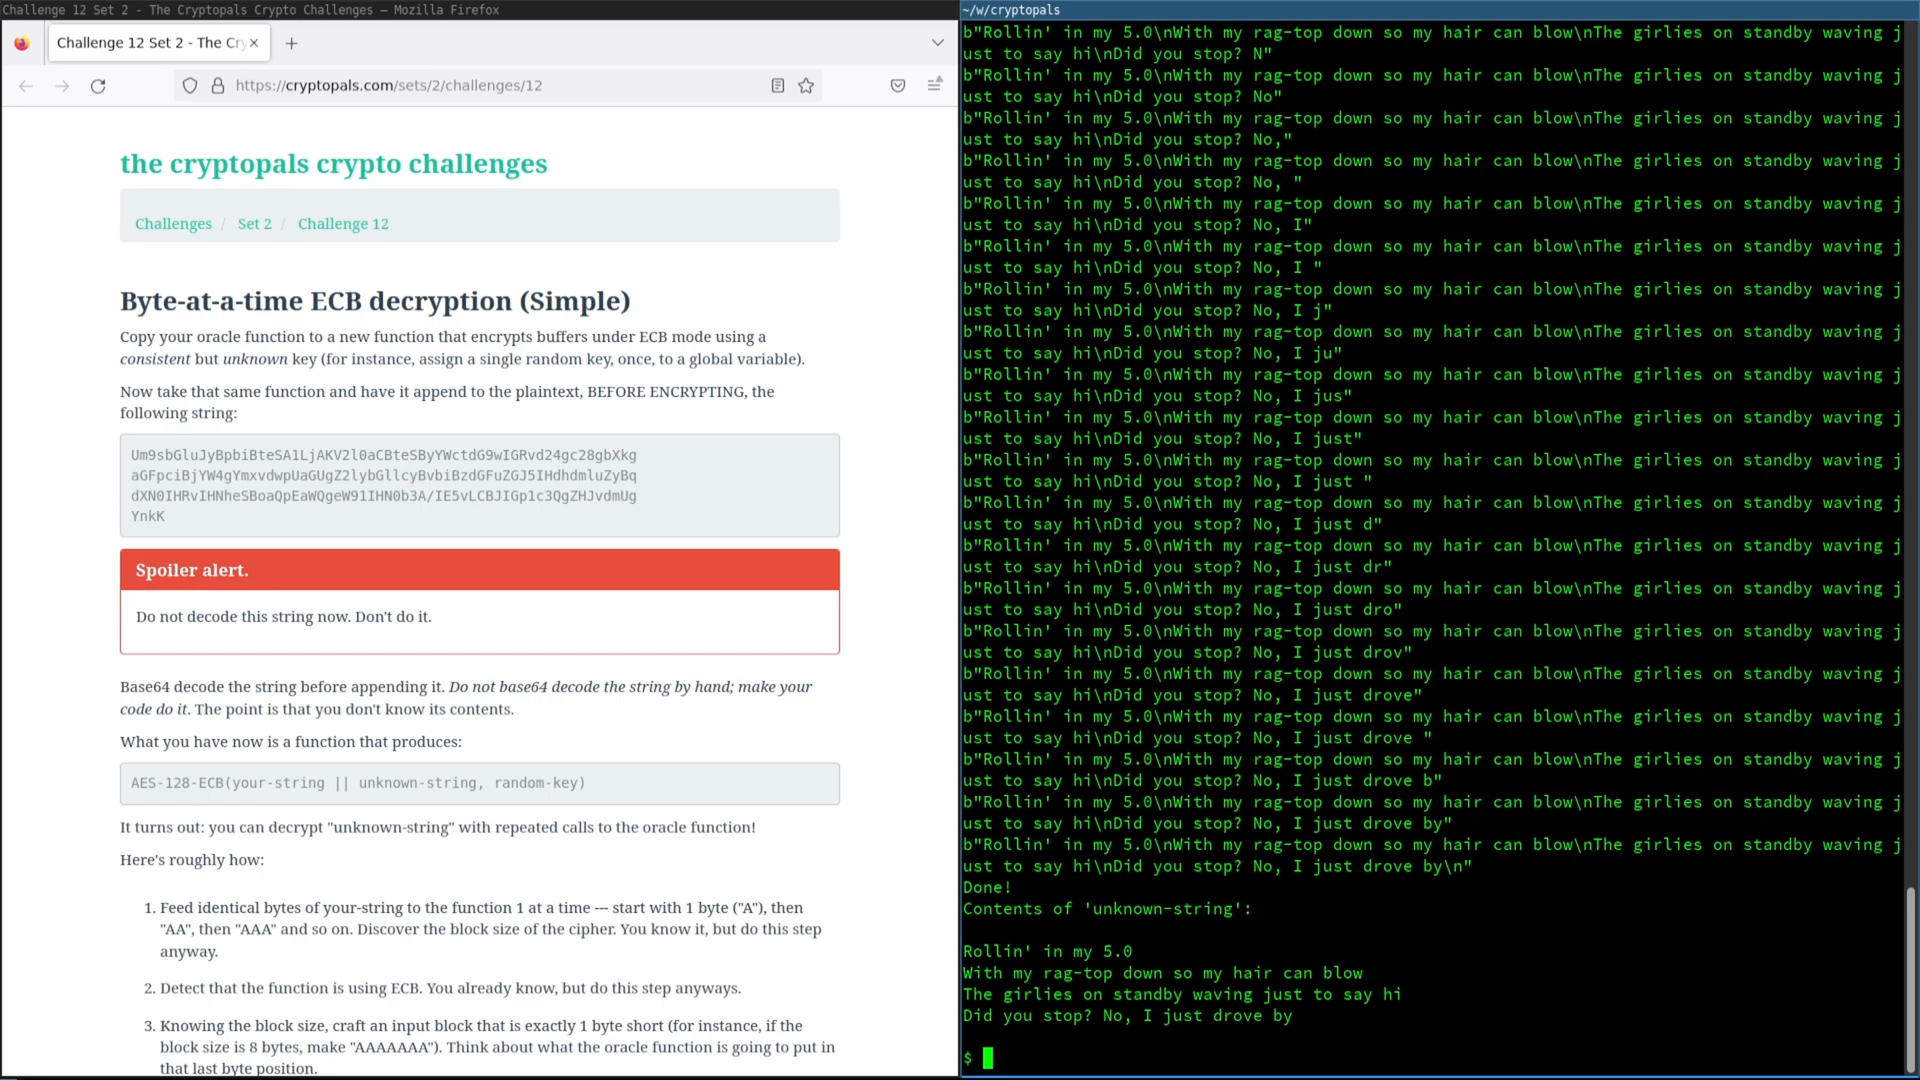 Challenge 12 Set 2 - The Cryptopals Crypto Challenges — Mozilla Firefox
Challenge 12 Set 2 - The Cry
https://cryptopals.com/sets/2/challenges/12
the cryptopals crypto challenges
Challenges / Set 2 / Challenge 12
Byte-at-a-time ECB decryption (Simple)
Copy your oracle function to a new function that encrypts buffers under ECB mode using a
consistent but unknown key (for instance, assign a single random key, once, to a global variable).
Now take that same function and have it append to the plaintext, BEFORE ENCRYPTING, the
following string:
Um9sbGluJyBpbiBteSA1LjAKV2l0aCBteSByYWctdG9wIGRvd24gc28gbXkg
aGFpciBjYW4gYmxvdwpUaGUgZ2lybGllcyBvbiBzdGFuZGJ5IHdhdmluZyBq
dXN0IHRvIHNheSBoaQpEaWQgeW91IHN0b3A/IE5vLCBJIGp1c3QgZHJvdmUg
YnkK
Spoiler alert.
Do not decode this string now. Don't do it.
Base64 decode the string before appending it. Do not base64 decode the string by hand; make your
code do it. The point is that you don't know its contents.
What you have now is a function that produces:
AES-128-ECB(your-string || unknown-string, random-key)
It turns out: you can decrypt "unknown-string" with repeated calls to the oracle function!
Here's roughly how:
1. Feed identical bytes of your-string to the function 1 at a time --- start with 1 byte ("A"), then
"AA", then "AAA" and so on. Discover the block size of the cipher. You know it, but do this step
anyway.
2. Detect that the function is using ECB. You already know, but do this step anyways.
3. Knowing the block size, craft an input block that is exactly 1 byte short (for instance, if the
block size is 8 bytes, make "AAAAAAA"). Think about what the oracle function is going to put in
that last byte position.
~/w/cryptopals
b"Rollin' in my 5.0\nWith my rag-top down so my hair can blow\nThe girlies on standby waving j
ust to say hi\nDid you stop? N"
b"Rollin' in my 5.0\nWith my rag-top down so my hair can blow\nThe girlies on standby waving j
ust to say hi\nDid you stop? No"
b"Rollin' in my 5.0\nWith my rag-top down so my hair can blow\nThe girlies on standby waving j
ust to say hi\nDid you stop? No,"
b"Rollin' in my 5.0\nWith my rag-top down so my hair can blow\nThe girlies on standby waving j
ust to say hi\nDid you stop? No, "
b"Rollin' in my 5.0\nWith my rag-top down so my hair can blow\nThe girlies on standby waving j
ust to say hi\nDid you stop? No, I"
b"Rollin' in my 5.0\nWith my rag-top down so my hair can blow\nThe girlies on standby waving j
ust to say hi\nDid you stop? No, I "
b"Rollin' in my 5.0\nWith my rag-top down so my hair can blow\nThe girlies on standby waving j
ust to say hi\nDid you stop? No, I j"
b"Rollin' in my 5.0\nWith my rag-top down so my hair can blow\nThe girlies on standby waving j
ust to say hi\nDid you stop? No, I ju"
b"Rollin' in my 5.0\nWith my rag-top down so my hair can blow\nThe girlies on standby waving j
ust to say hi\nDid you stop? No, I jus"
b"Rollin' in my 5.0\nWith my rag-top down so my hair can blow\nThe girlies on standby waving j
ust to say hi\nDid you stop? No, I just"
b"Rollin' in my 5.0\nWith my rag-top down so my hair can blow\nThe girlies on standby waving j
ust to say hi\nDid you stop? No, I just "
b"Rollin' in my 5.0\nWith my rag-top down so my hair can blow\nThe girlies on standby waving j
ust to say hi\nDid you stop? No, I just d"
b"Rollin' in my 5.0\nWith my rag-top down so my hair can blow\nThe girlies on standby waving j
ust to say hi\nDid you stop? No, I just dr"
b"Rollin' in my 5.0\nWith my rag-top down so my hair can blow\nThe girlies on standby waving j
ust to say hi\nDid you stop? No, I just dro"
b"Rollin' in my 5.0\nWith my rag-top down so my hair can blow\nThe girlies on standby waving j
ust to say hi\nDid you stop? No, I just drov"
b"Rollin' in my 5.0\nWith my rag-top down so my hair can blow\nThe girlies on standby waving j
ust to say hi\nDid you stop? No, I just drove"
b"Rollin' in my 5.0\nWith my rag-top down so my hair can blow\nThe girlies on standby waving j
ust to say hi\nDid you stop? No, I just drove "
b"Rollin' in my 5.0\nWith my rag-top down so my hair can blow\nThe girlies on standby waving j
ust to say hi\nDid you stop? No, I just drove b"
b"Rollin' in my 5.0\nWith my rag-top down so my hair can blow\nThe girlies on standby waving j
ust to say hi\nDid you stop? No, I just drove by"
b"Rollin' in my 5.0\nWith my rag-top down so my hair can blow\nThe girlies on standby waving j
ust to say hi\nDid you stop? No, I just drove by\n"
Done!
Contents of 'unknown-string':
Rollin' in my 5.0
With my rag-top down so my hair can blow
The girlies on standby waving just to say hi
Did you stop? No, I just drove by
$